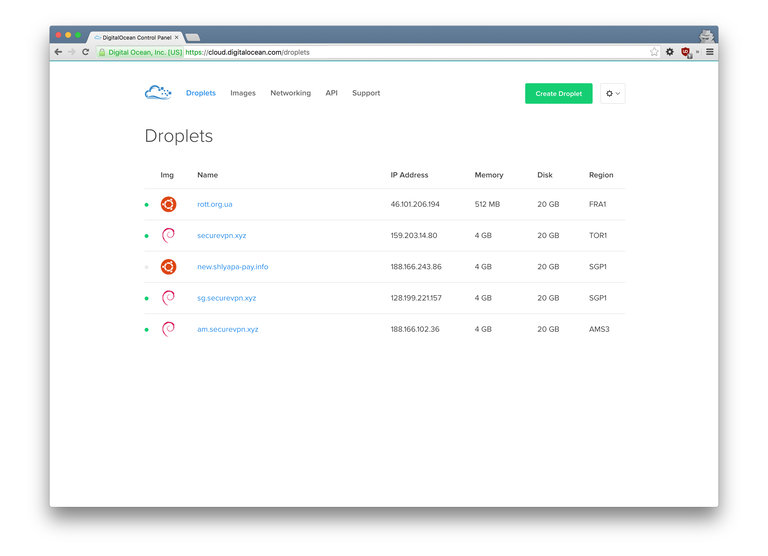 DigitalOcean Control Panel
Digital Ocean, Inc. [US] https://cloud.digitalocean.com/droplets
Droplets Images Networking API Support Create Droplet
Droplets
Img Name IP Address Memory Disk Region
rott.org.ua 46.101.206.194 512 MB 20 GB FRA1
securevpn.xyz 159.203.14.80 4 GB 20 GB TOR1
new.shlyapa-pay.info 188.166.243.86 4 GB 20 GB SGP1
sg.securevpn.xyz 128.199.221.157 4 GB 20 GB SGP1
am.securevpn.xyz 188.166.102.36 4 GB 20 GB AMS3